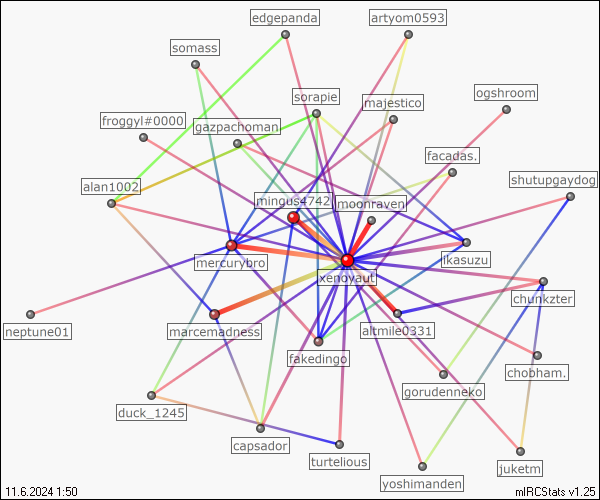 edgepanda
artyom0593
somass
sorapie
majestico
ogshroom
froggyl#0000
gazpachoman
facadas.
alan1002
shutupgaydog
mingus4742
moonraven
mercurybro
xenoyaut
ikasuzu
chunkzter
neptune01
marcemadness
altmile0331
fakedingo
chobham.
gorudenneko
duck_1245
capsador
turtelious
juketm
yoshimanden
11.6.2024 1:50
mIRCStats v1.25